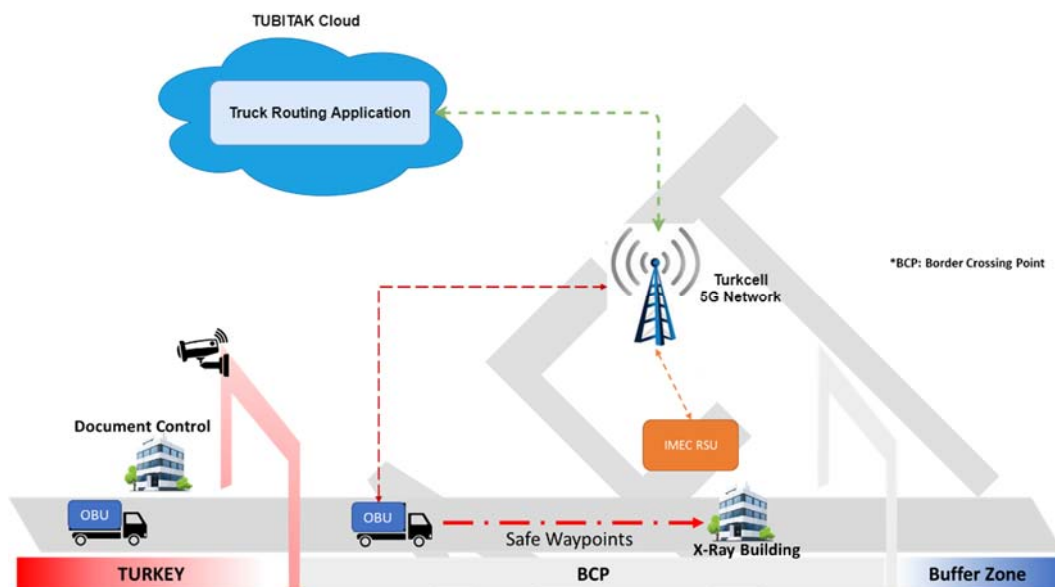 TUBITAK Cloud
Truck Routing Application
*BCP: Border Crossing Point
Turkcell
5G Network
Document Control
IMEC RSU
OBU
OBU
Safe Waypoints
X-Ray Building
TURKEY
BCP
Buffer Zone